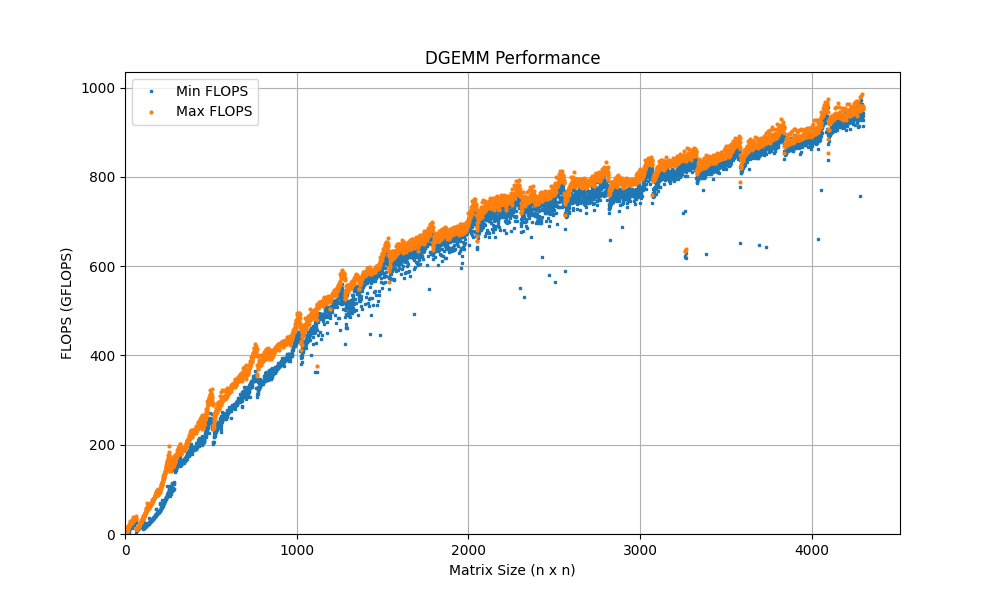 DGEMM Performance
1000
800
600
400
200
0
FLOPS (GFLOPS)
Min FLOPS
Max FLOPS
0 1000 2000 3000 4000
Matrix Size (n x n)